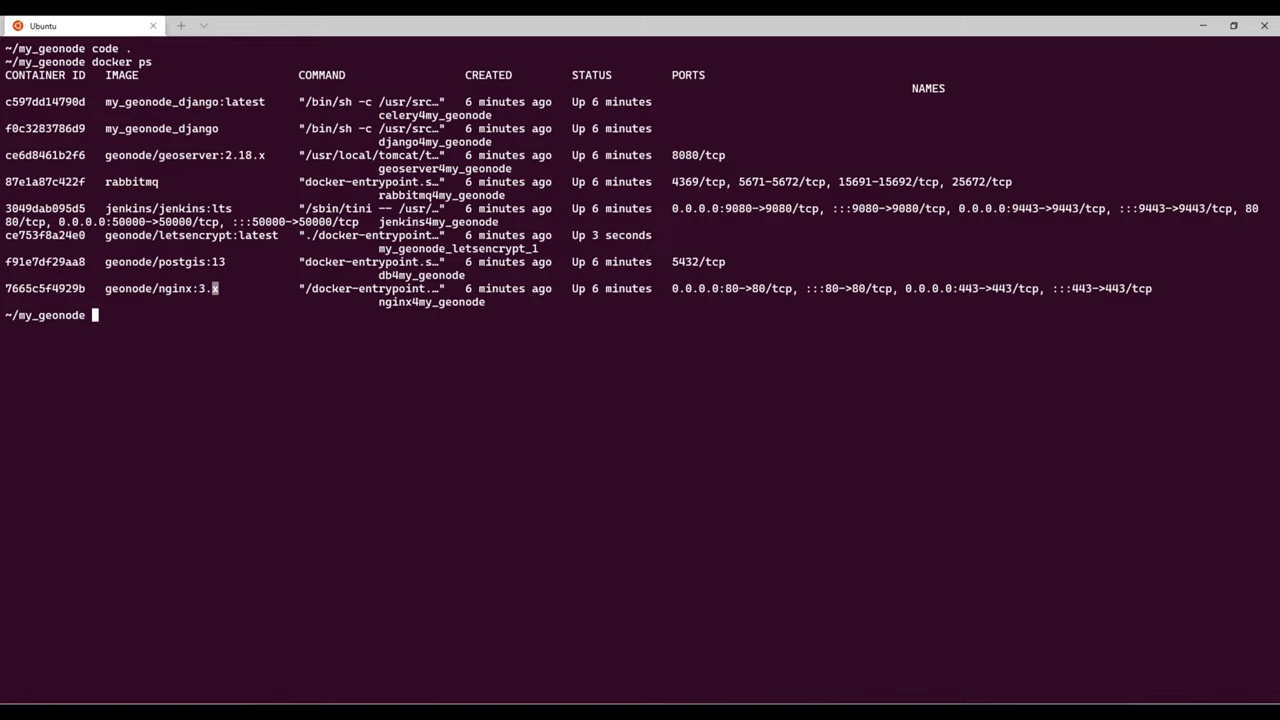 Ubuntu
~/my_geonode code .
~/my_geonode docker ps
CONTAINER ID IMAGE COMMAND CREATED STATUS PORTS
NAMES
c597dd14790d my_geonode_django:latest "/bin/sh -c /usr/src…" 6 minutes ago Up 6 minutes
celery4my_geonode
f0c3283786d9 my_geonode_django "/bin/sh -c /usr/src…" 6 minutes ago Up 6 minutes
django4my_geonode
ce6d8461b2f6 geonode/geoserver:2.18.x "/usr/local/tomcat/t…" 6 minutes ago Up 6 minutes 8080/tcp
geoserver4my_geonode
87e1a87c422f rabbitmq "docker-entrypoint.s…" 6 minutes ago Up 6 minutes 4369/tcp, 5671-5672/tcp, 15691-15692/tcp, 25672/tcp
rabbitmq4my_geonode
3049dab095d5 jenkins/jenkins:lts "/sbin/tini -- /usr/…" 6 minutes ago Up 6 minutes 0.0.0.0:9080->9080/tcp, :::9080->9080/tcp, 0.0.0.0:9443->9443/tcp, :::9443->9443/tcp, 80
80/tcp, 0.0.0.0:50000->50000/tcp, :::50000->50000/tcp jenkins4my_geonode
ce753f8a24e0 geonode/letsencrypt:latest "./docker-entrypoint…" 6 minutes ago Up 3 seconds
my_geonode_letsencrypt_1
f91e7df29aa8 geonode/postgis:13 "docker-entrypoint.s…" 6 minutes ago Up 6 minutes 5432/tcp
db4my_geonode
7665c5f4929b geonode/nginx:3.x "/docker-entrypoint.…" 6 minutes ago Up 6 minutes 0.0.0.0:80->80/tcp, :::80->80/tcp, 0.0.0.0:443->443/tcp, :::443->443/tcp
nginx4my_geonode
~/my_geonode